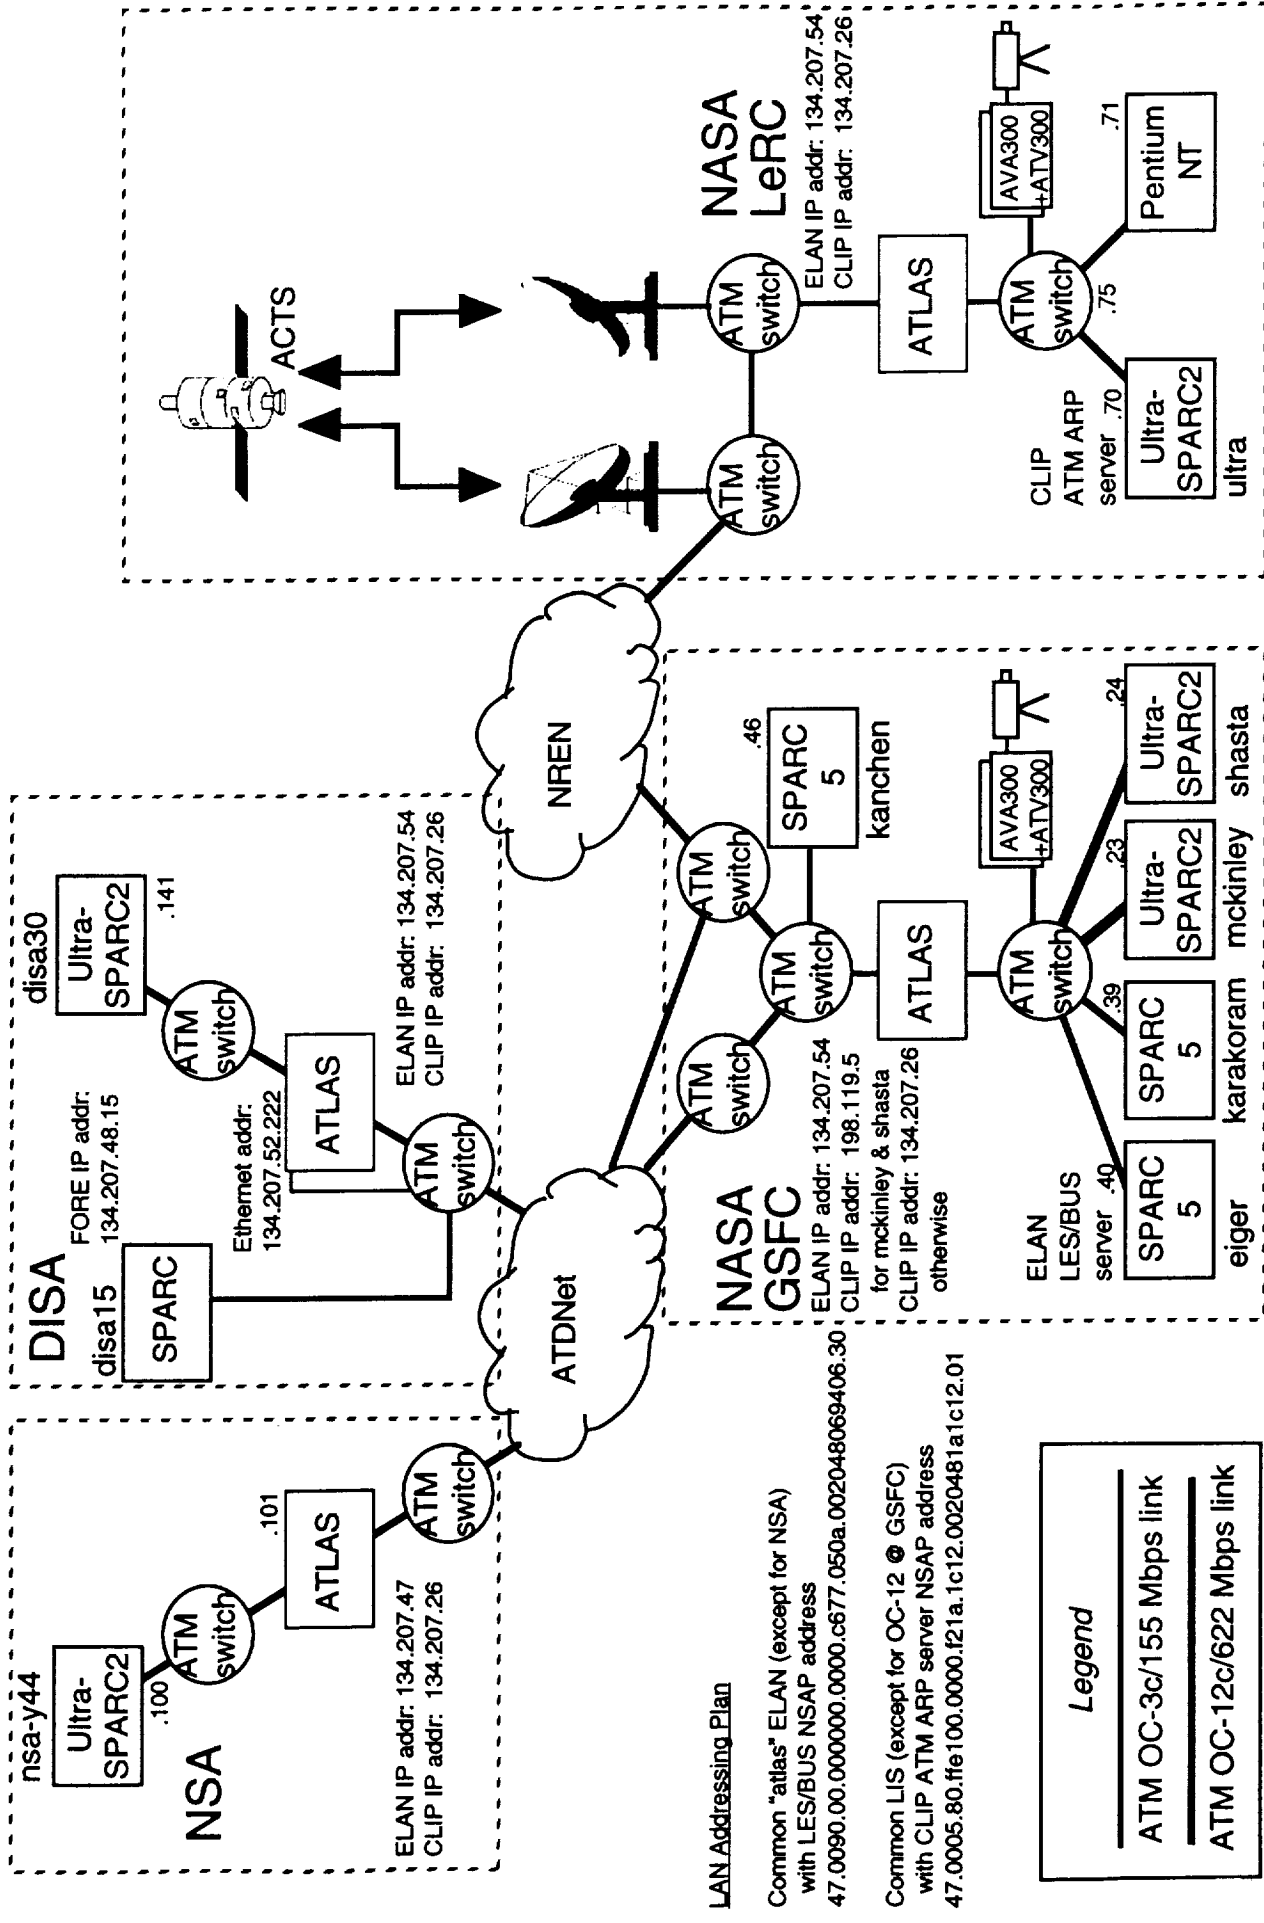 nsa-y44
Ultra-
SPARC2
.100
ATM
switch
ATLAS
.101
ATM
switch
NSA
ELAN IP addr: 134.207.47
CLIP IP addr: 134.207.26
DISA
disa15
SPARC
FORE IP addr:
134.207.48.15
disa30
Ultra-
SPARC2
.141
ATM
switch
Ethernet addr:
134.207.52.222
ATLAS
ATM
switch
ELAN IP addr: 134.207.54
CLIP IP addr: 134.207.26
ATDNet
NREN
ACTS
ATM
switch
ATM
switch
NASA
LeRC
ELAN IP addr: 134.207.54
CLIP IP addr: 134.207.26
ATLAS
ATM
switch
.75
AVA300
+ATV300
CLIP
ATM ARP
server .70
Ultra-
SPARC2
ultra
.71
Pentium
NT
NASA
GSFC
ELAN IP addr: 134.207.54
CLIP IP addr: 198.119.5
for mckinley & shasta
CLIP IP addr: 134.207.26
otherwise
ATM
switch
ATM
switch
ATM
switch
.46
SPARC
5
kanchen
ATLAS
ATM
switch
AVA300
+ATV300
ELAN
LES/BUS
server .40
SPARC
5
eiger
.39
SPARC
5
karakoram
.23
Ultra-
SPARC2
mckinley
.24
Ultra-
SPARC2
shasta
LAN Addressing Plan
Common "atlas" ELAN (except for NSA)
with LES/BUS NSAP address
47.0090.00.000000.0000.c677.050a.002048069406.30
Common LIS (except for OC-12 @ GSFC)
with CLIP ATM ARP server NSAP address
47.0005.80.ffe100.0000.f21a.1c12.0020481a1c12.01
Legend
ATM OC-3c/155 Mbps link
ATM OC-12c/622 Mbps link